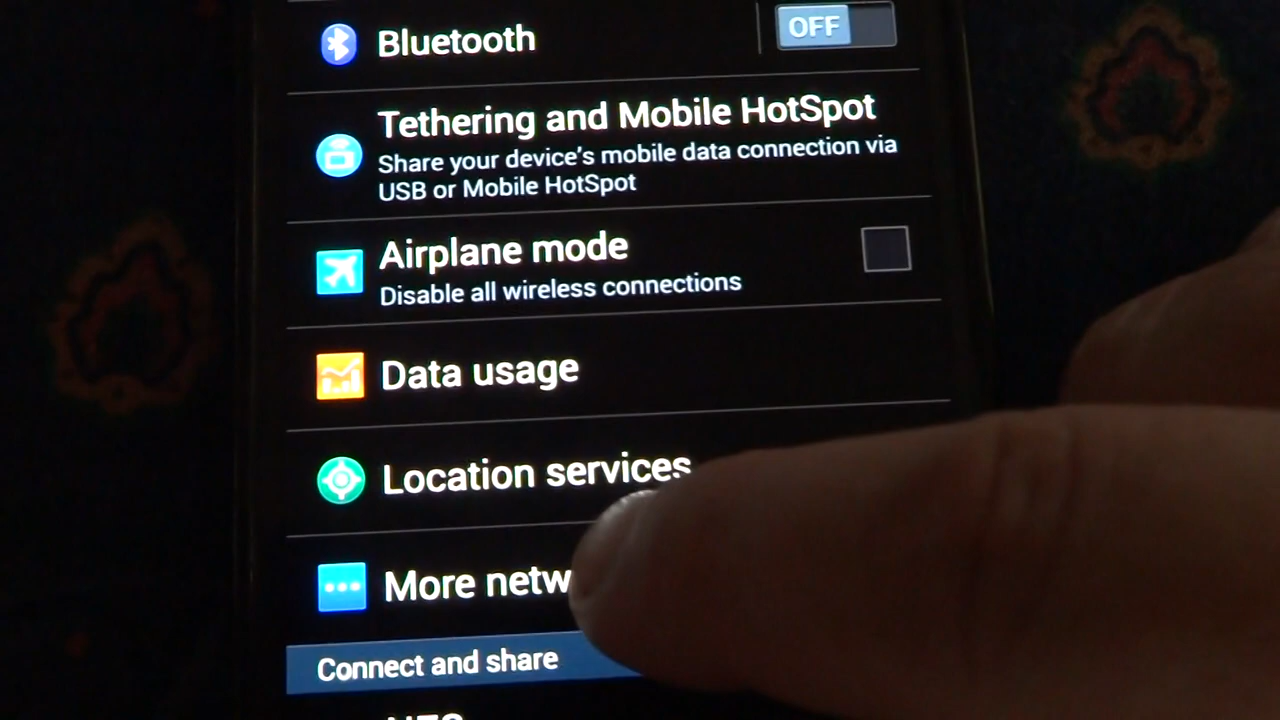 Bluetooth
OFF
Tethering and Mobile HotSpot
Share your device's mobile data connection via
USB or Mobile HotSpot
Airplane mode
Disable all wireless connections
Data usage
Location services
More netw
Connect and share